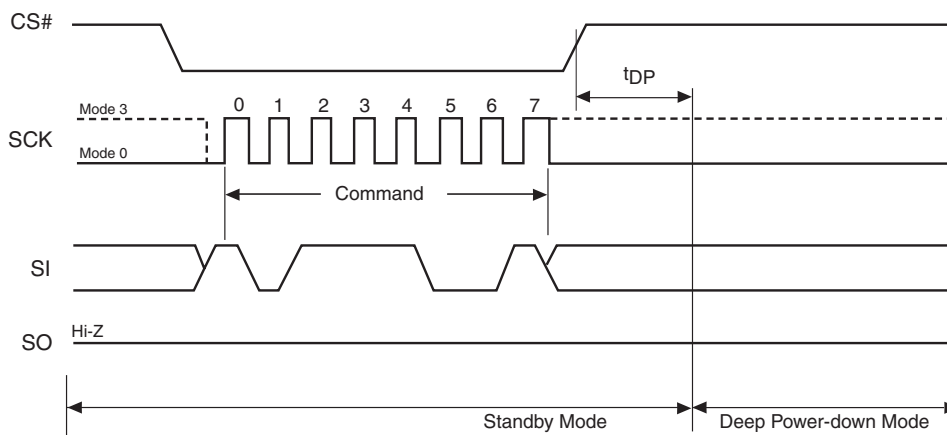 CS#
tDP
Mode 3
0 1 2 3 4 5 6 7
SCK
Mode 0
Command
SI
Hi-Z
SO
Standby Mode
Deep Power-down Mode